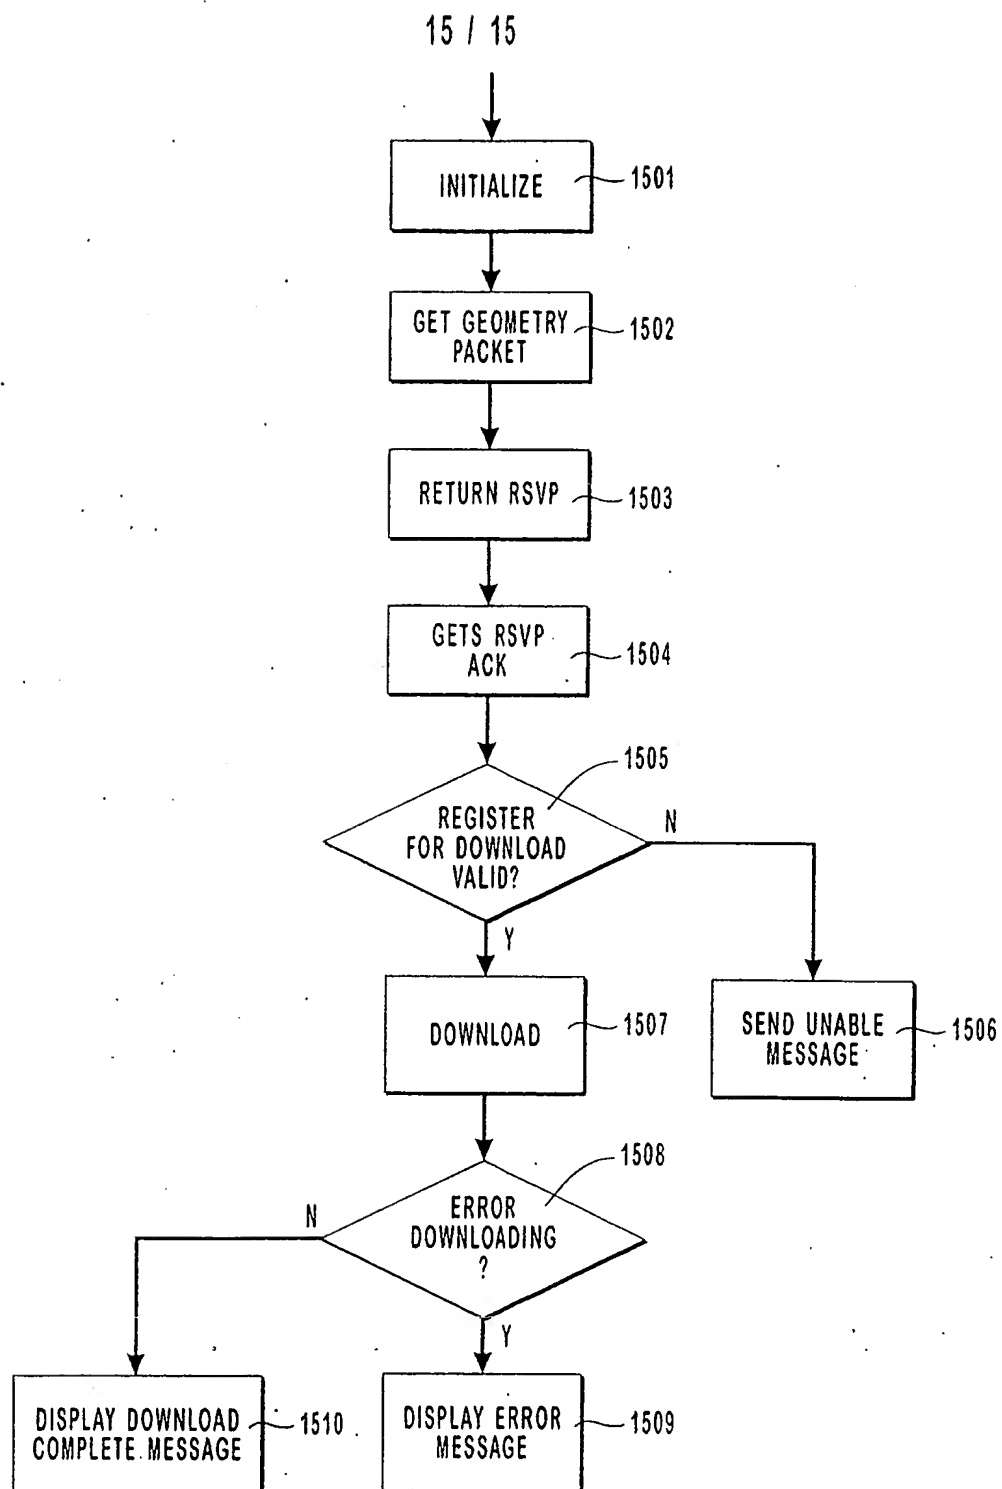 15 / 15
INITIALIZE
1501
GET GEOMETRY
PACKET
1502
RETURN RSVP
1503
GETS RSVP
ACK
1504
1505
REGISTER
FOR DOWNLOAD
VALID?
N
Y
DOWNLOAD
1507
SEND UNABLE
MESSAGE
1506
1508
ERROR
DOWNLOADING
?
N
Y
DISPLAY DOWNLOAD
COMPLETE MESSAGE
1510
DISPLAY ERROR
MESSAGE
1509